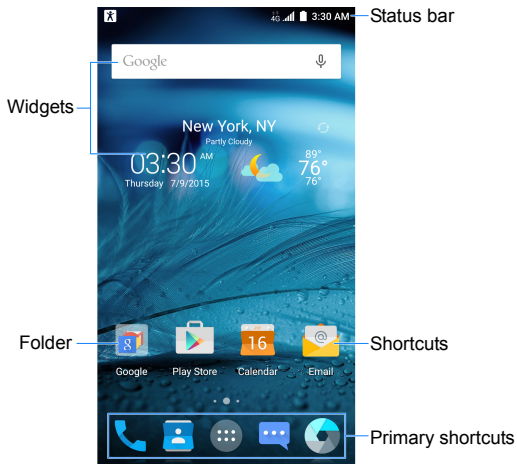 4G 3:30 AM
Status bar
Google
Widgets
New York, NY
Partly Cloudy
03:30 AM
Thursday 7/9/2015
89°
76°
76°
8
16
@
Folder
Shortcuts
Google Play Store Calendar Email
Primary shortcuts